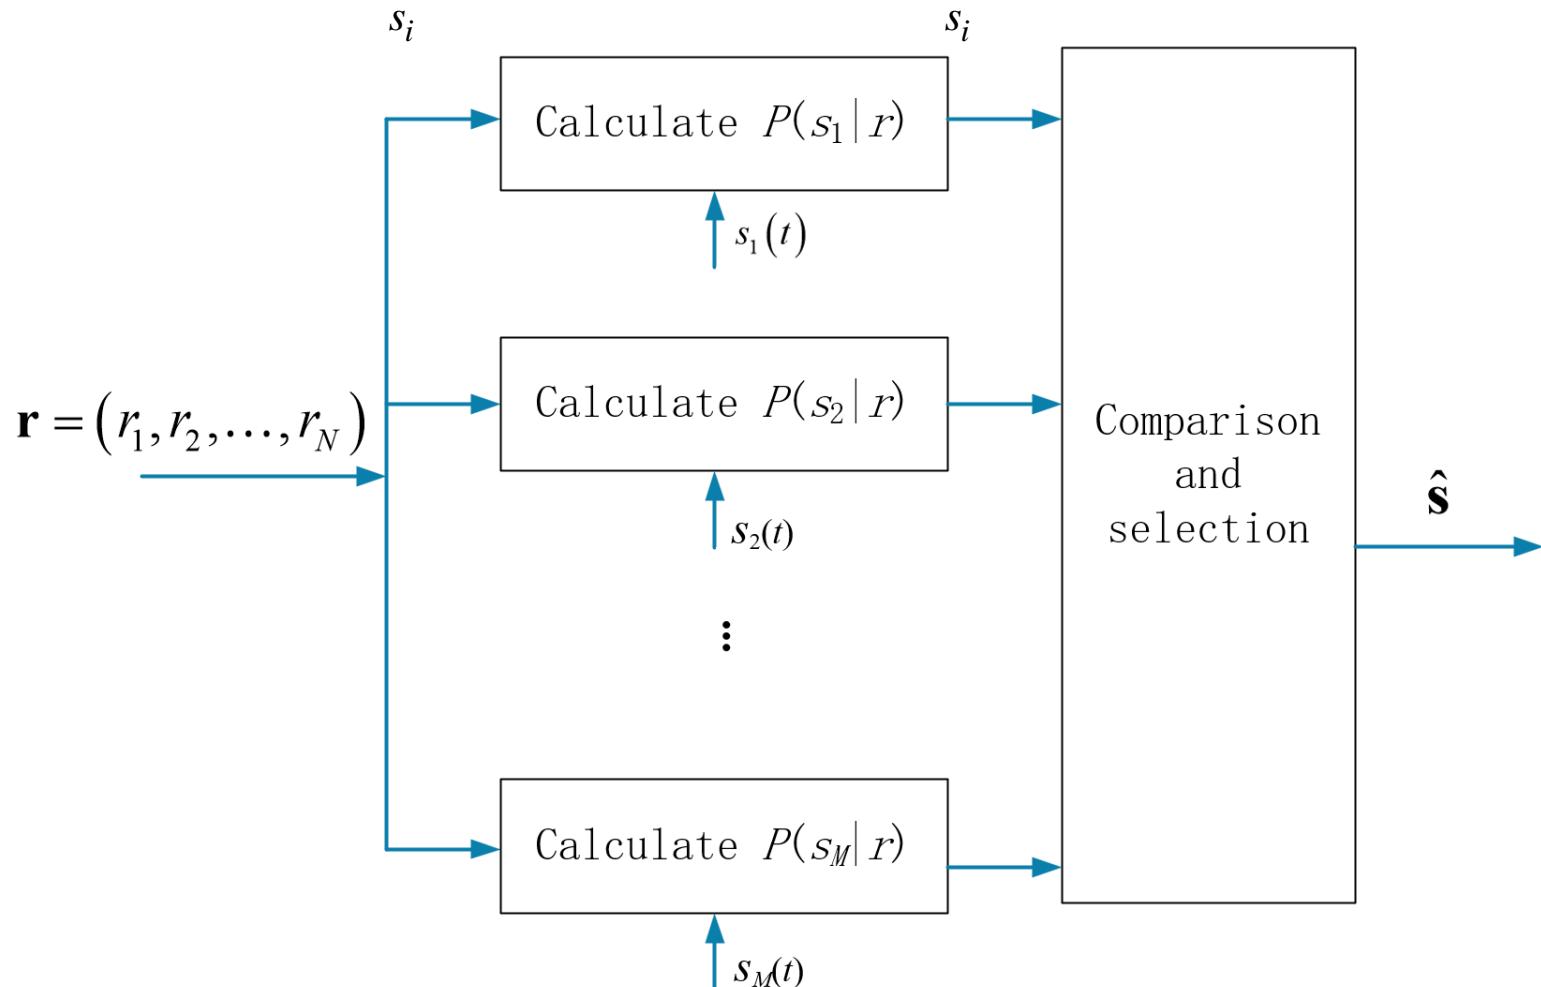 s_i s_i
Calculate P(s_1|r)
s_1(t)
Calculate P(s_2|r)
r = (r_1, r_2, ..., r_N)
s_2(t)
⋮
Comparison
and
selection
ŝ
Calculate P(s_M|r)
s_M(t)